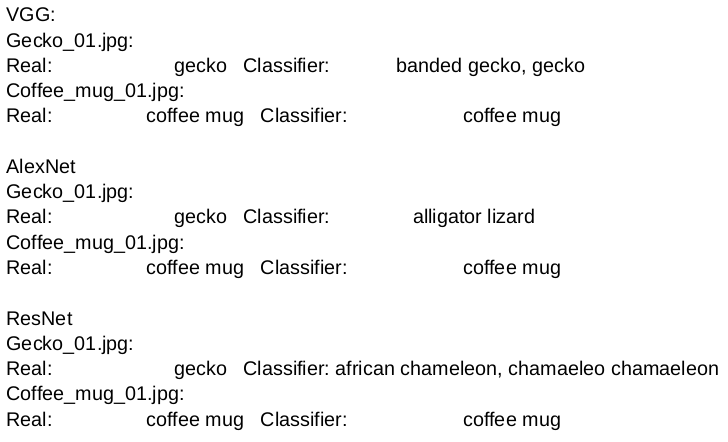 VGG:
Gecko_01.jpg:
Real: gecko Classifier: banded gecko, gecko
Coffee_mug_01.jpg:
Real: coffee mug Classifier: coffee mug
AlexNet
Gecko_01.jpg:
Real: gecko Classifier: alligator lizard
Coffee_mug_01.jpg:
Real: coffee mug Classifier: coffee mug
ResNet
Gecko_01.jpg:
Real: gecko Classifier: african chameleon, chamaeleo chamaeleon
Coffee_mug_01.jpg:
Real: coffee mug Classifier: coffee mug